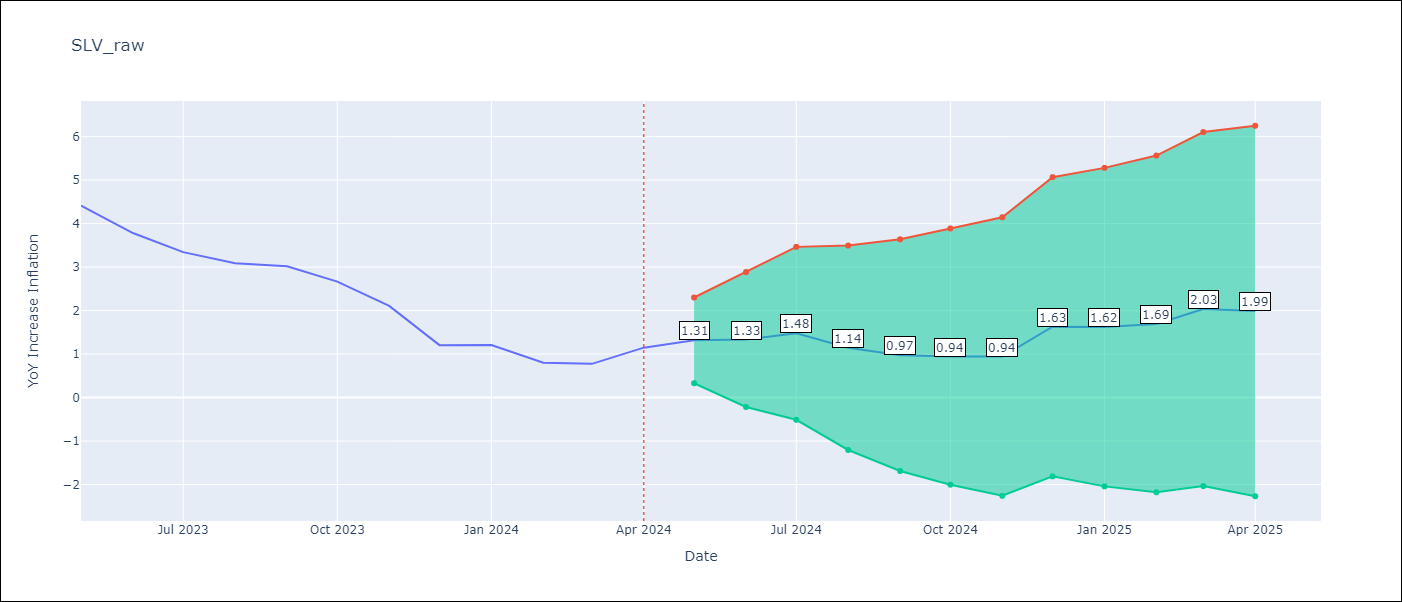 SLV_raw
YoY Increase Inflation
6
5
4
3
2
1
0
−1
−2
1.31
1.33
1.48
1.14
0.97
0.94
0.94
1.63
1.62
1.69
2.03
1.99
Jul 2023
Oct 2023
Jan 2024
Apr 2024
Jul 2024
Oct 2024
Jan 2025
Apr 2025
Date